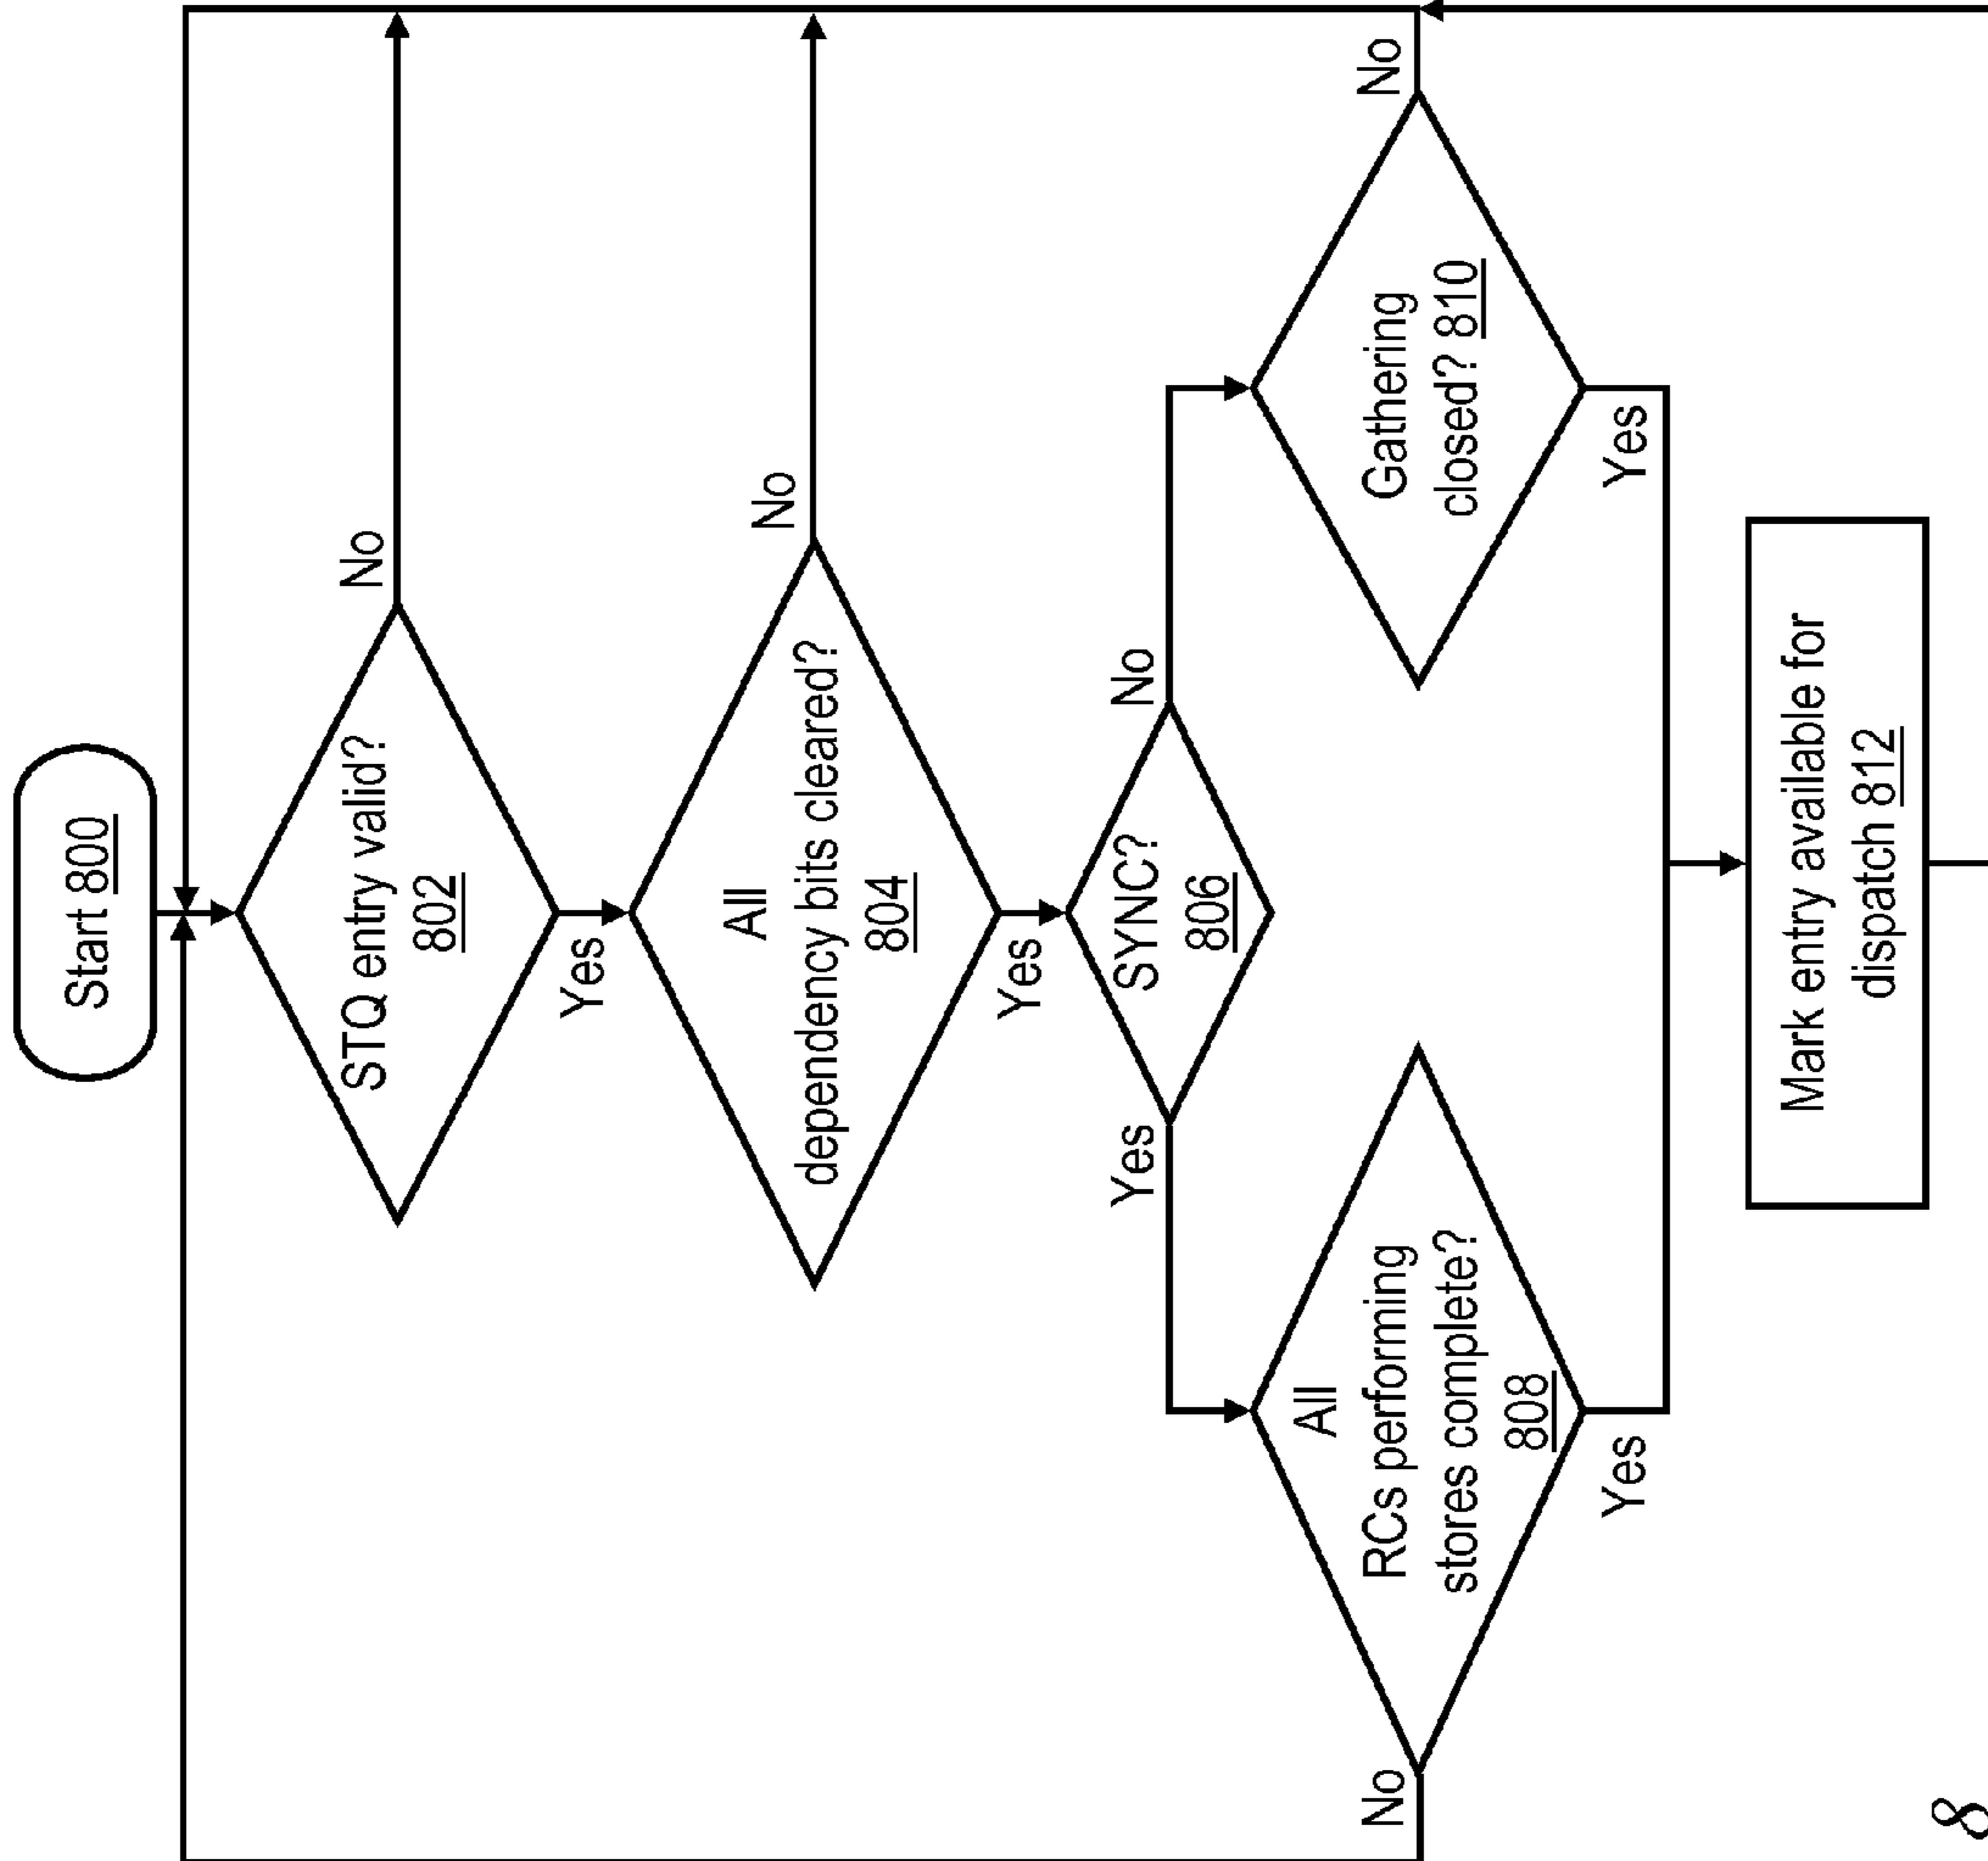 Start 800
STQ entry valid?
802
No
Yes
All
dependency bits cleared?
804
No
Yes
SYNC?
806
Yes
No
All
RCs performing
stores complete?
808
No
Yes
Gathering
closed? 810
No
Yes
Mark entry available for
dispatch 812
8